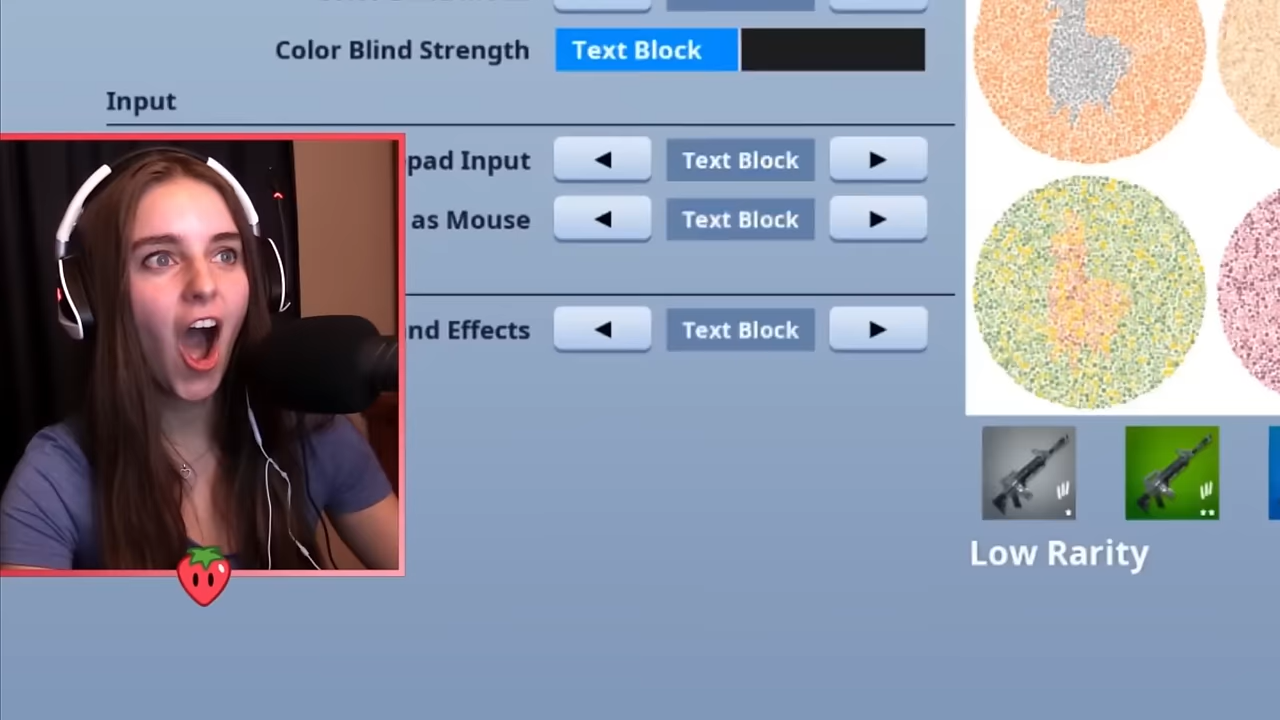 Color Blind Strength Text Block
Input
pad Input Text Block
as Mouse Text Block
nd Effects Text Block
Low Rarity